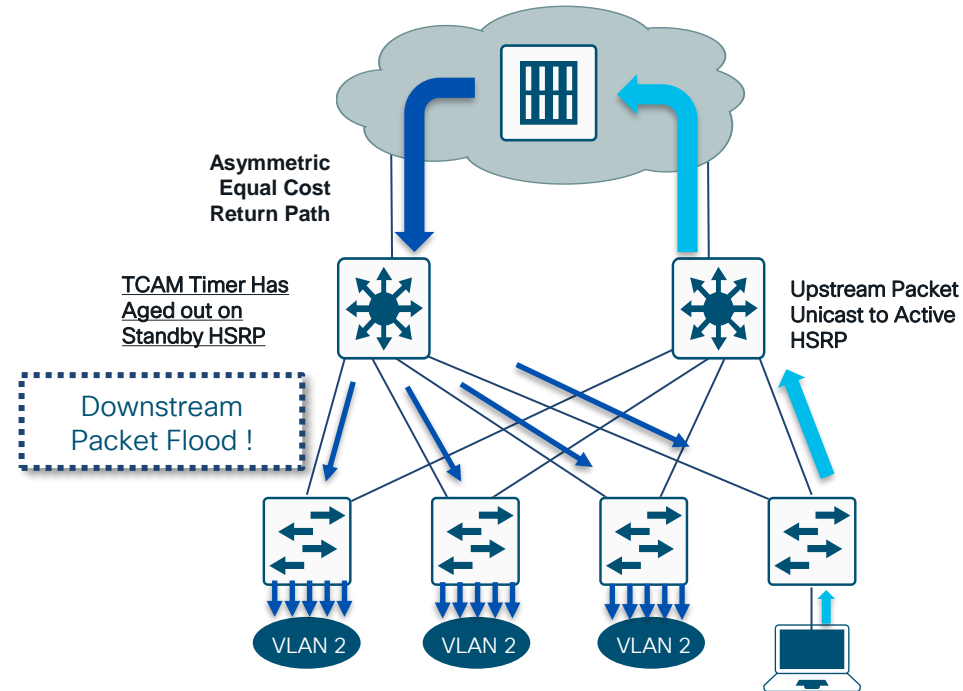 Asymmetric
Equal Cost
Return Path
TCAM Timer Has
Aged out on
Standby HSRP
Upstream Packet
Unicast to Active
HSRP
Downstream
Packet Flood !
VLAN 2
VLAN 2
VLAN 2